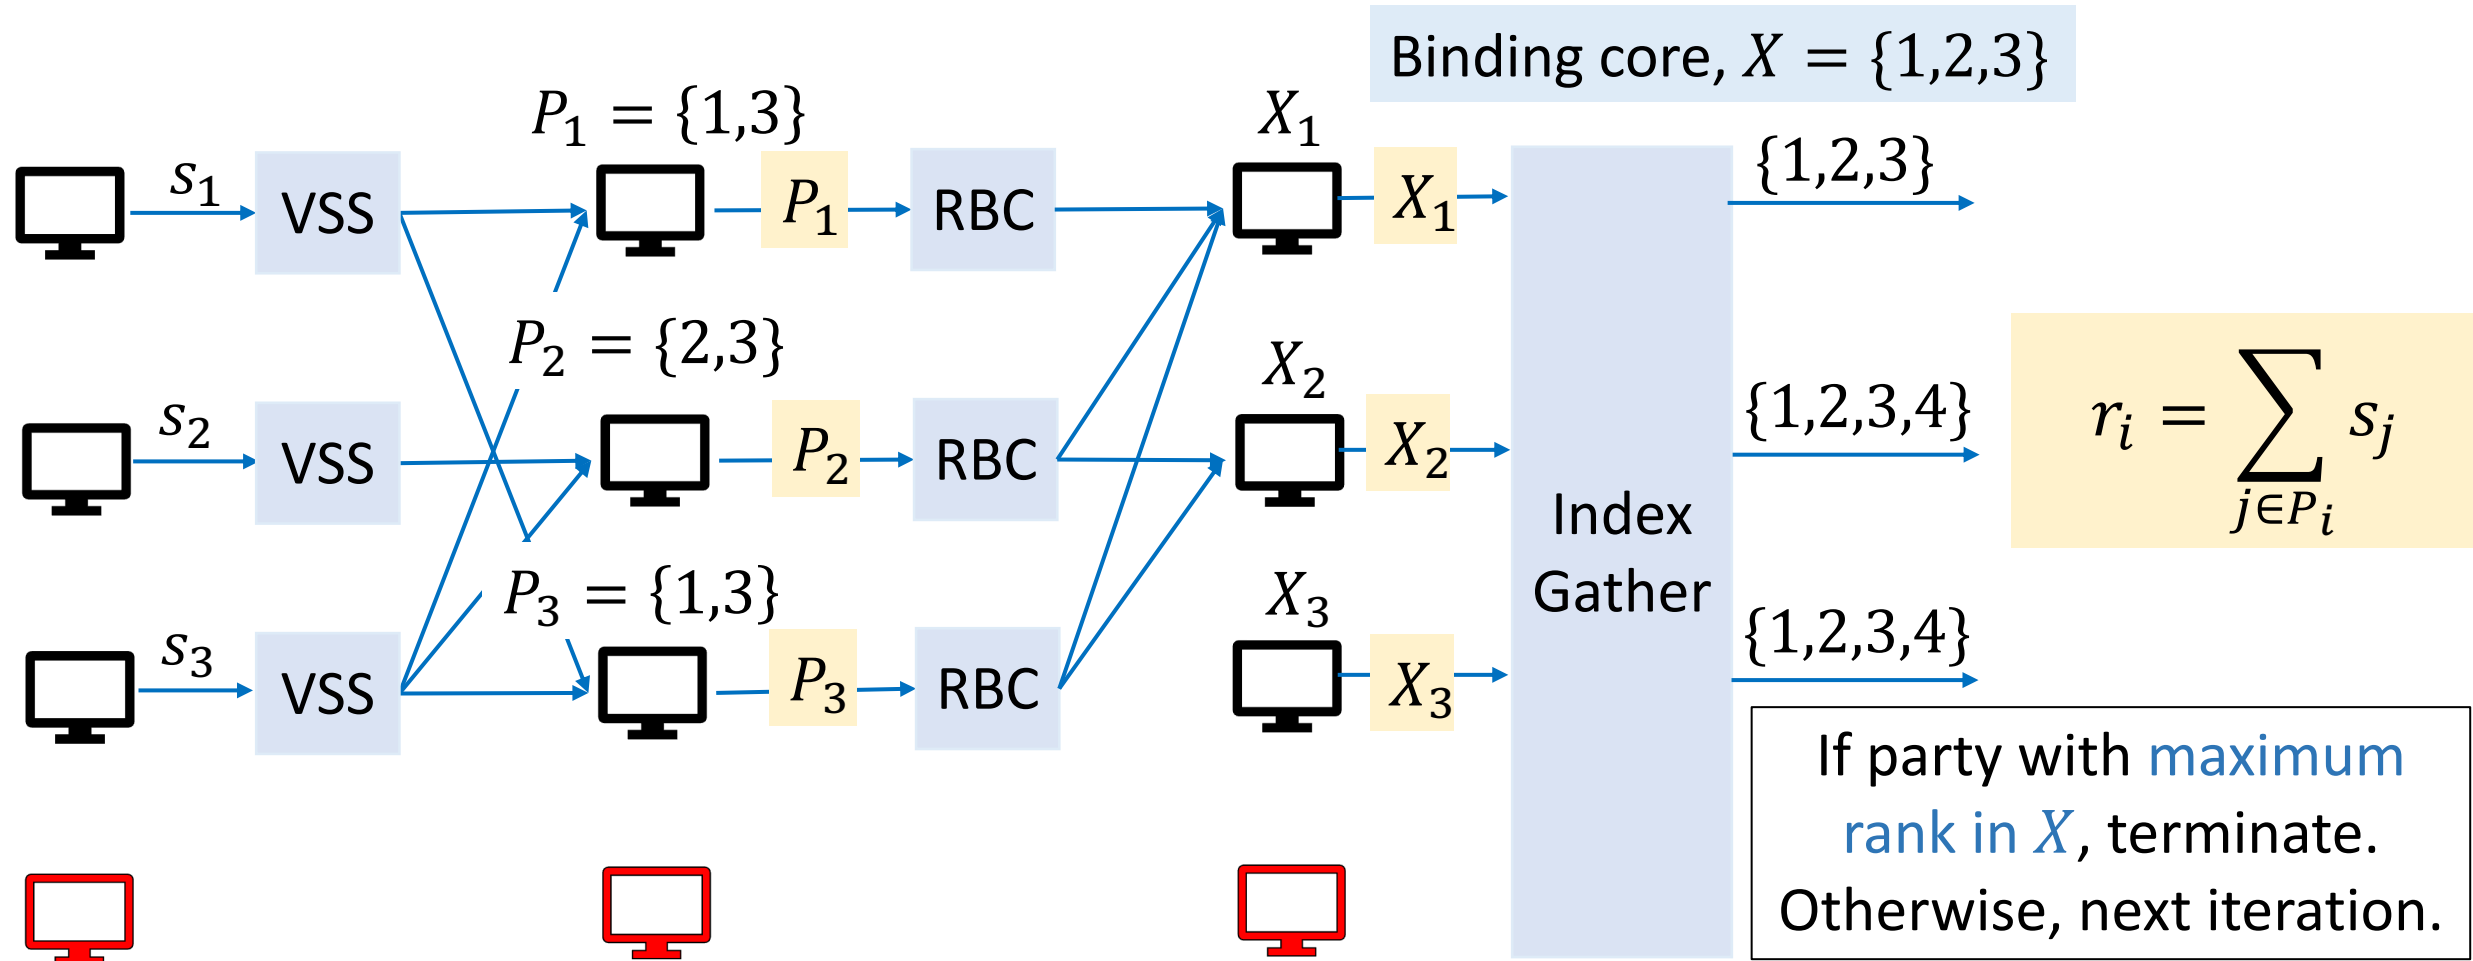 Binding core, X = {1,2,3}
P₁ = {1,3}
X₁
{1,2,3}
s₁
VSS
P₁
RBC
X₁
P₂ = {2,3}
X₂
{1,2,3,4}
s₂
VSS
P₂
RBC
X₂
rᵢ = ∑ sⱼ
j∈Pᵢ
Index
Gather
P₃ = {1,3}
X₃
{1,2,3,4}
s₃
VSS
P₃
RBC
X₃
If party with maximum
rank in X, terminate.
Otherwise, next iteration.